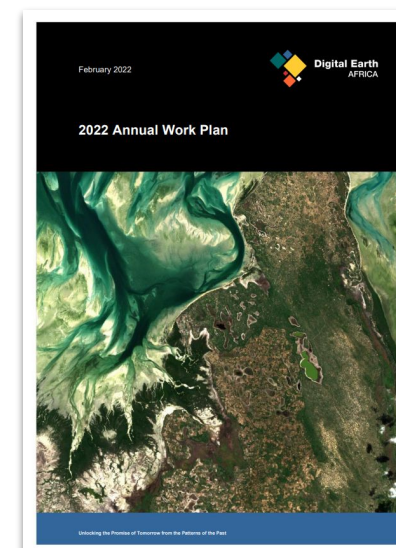 February 2022
Digital Earth
AFRICA
2022 Annual Work Plan
Unlocking the Promise of Tomorrow from the Patterns of the Past